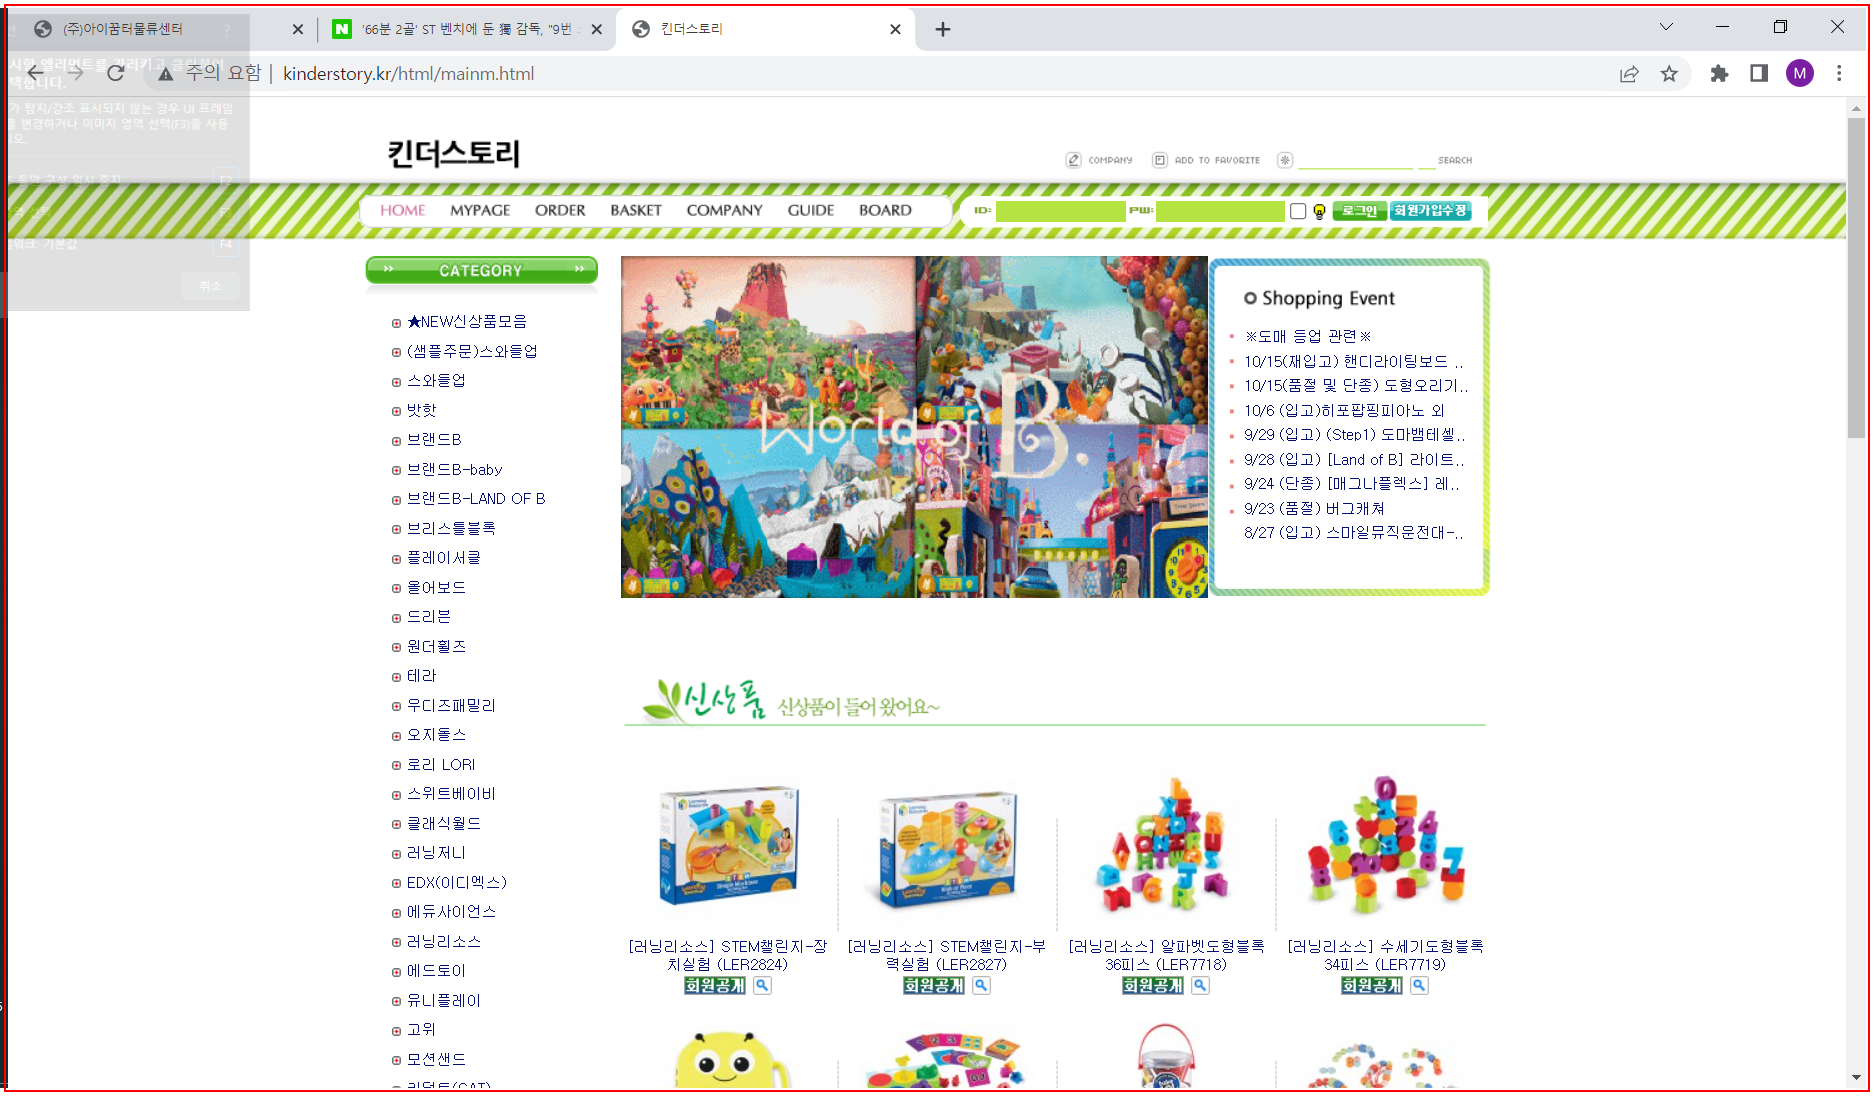 (주)아이꿈터물류센터
'66분 2골' ST 벤치에 둔 獨 감독, "9번
킨더스토리
주의 요함
kinderstory.kr/html/mainm.html
M
택합니다.
F2
F3
F4
취소
킨더스토리
COMPANY
ADD TO FAVORITE
SEARCH
HOME MYPAGE ORDER BASKET COMPANY GUIDE BOARD
ID:
PW:
로그인
회원가입수정
CATEGORY
★NEW신상품모음
(샘플주문)스와들업
스와들업
밧핫
브랜드B
브랜드B-baby
브랜드B-LAND OF B
브리스틀블록
플레이서클
올어보드
드리븐
원더휠즈
테라
우디즈패밀리
오지돌스
로리 LORI
스위트베이비
클래식월드
러닝저니
EDX(이디엑스)
에듀사이언스
러닝리소스
에드토이
유니플레이
고위
모션샌드
World of B.
Shopping Event
※도매 등업 관련※
10/15(재입고) 핸디라이팅보드 ..
10/15(품절 및 단종) 도형오리기..
10/6 (입고)히포팝핑피아노 외
9/29 (입고) (Step1) 도마뱀테셀..
9/28 (입고) [Land of B] 라이트..
9/24 (단종) [매그나플렉스] 레..
9/23 (품절) 버그캐쳐
8/27 (입고) 스마일뮤직운전대-..
신상품 신상품이 들어 왔어요~
[러닝리소스] STEM챌린지-장
치실험 (LER2824)
회원공개
[러닝리소스] STEM챌린지-부
력실험 (LER2827)
회원공개
[러닝리소스] 알파벳도형블록
36피스 (LER7718)
회원공개
[러닝리소스] 수세기도형블록
34피스 (LER7719)
회원공개